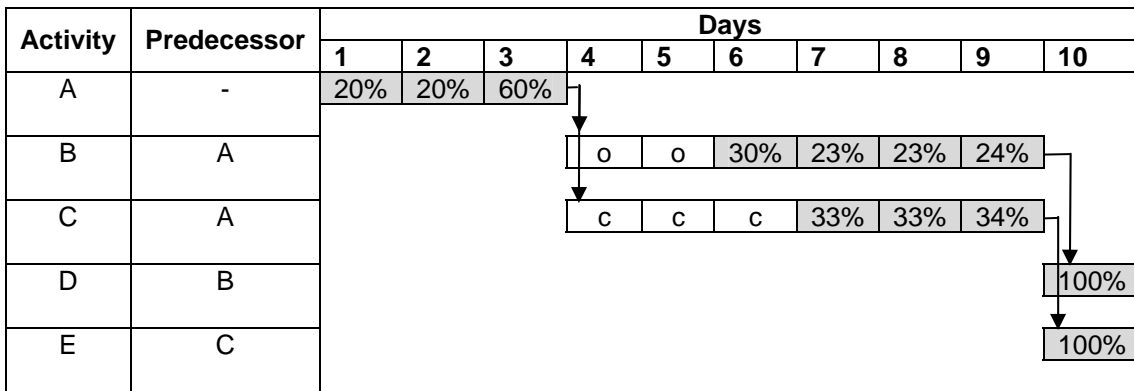 Activity Predecessor Days
1 2 3 4 5 6 7 8 9 10
A - 20% 20% 60%
B A o o 30% 23% 23% 24%
C A c c c 33% 33% 34%
D B 100%
E C 100%